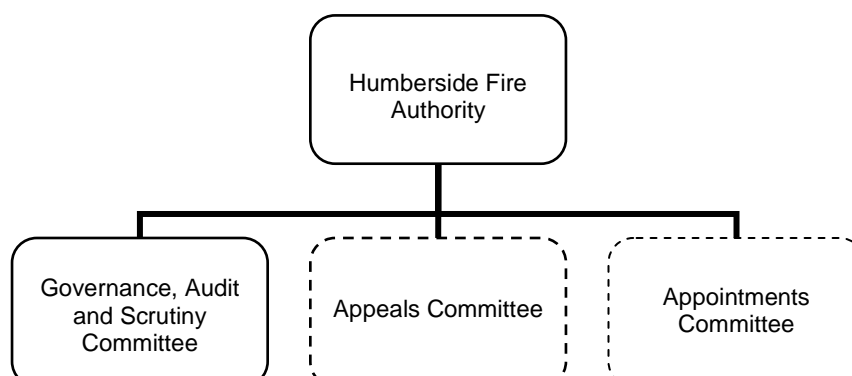 Humberside Fire
Authority
Governance, Audit
and Scrutiny
Committee
Appeals Committee
Appointments
Committee